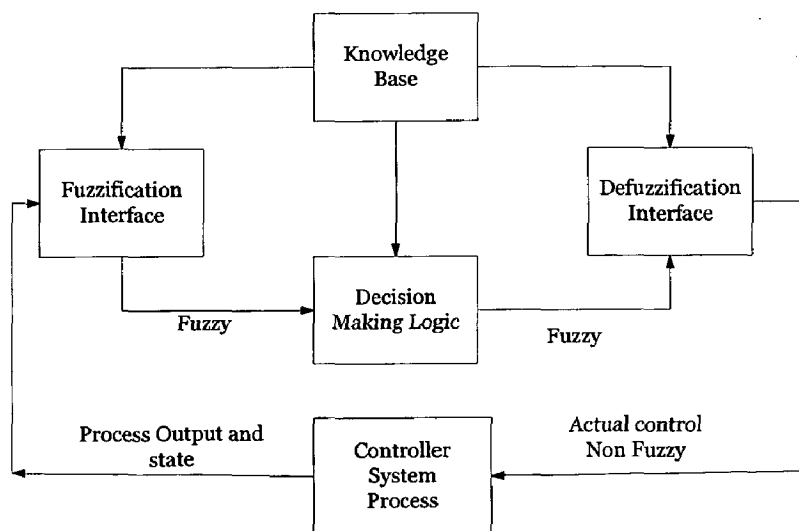 Knowledge
Base
Fuzzification
Interface
Defuzzification
Interface
Decision
Making Logic
Fuzzy
Fuzzy
Process Output and
state
Controller
System
Process
Actual control
Non Fuzzy